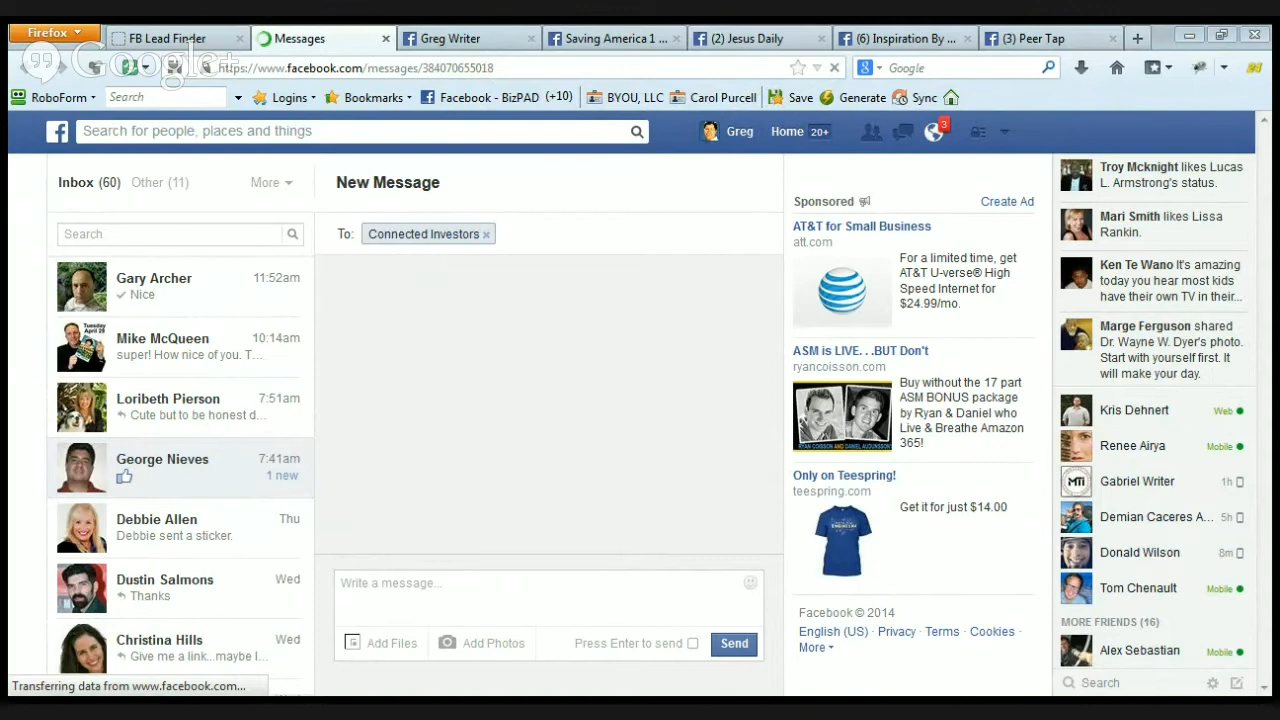 Firefox
FB Lead Finder
Messages
Greg Writer
Saving America 1 ...
(2) Jesus Daily
(6) Inspiration By ...
(3) Peer Tap
Google+
https://www.facebook.com/messages/384070655018
Google
RoboForm
Search
Logins
Bookmarks
Facebook - BizPAD (+10)
BYOU, LLC
Carol Purcell
Save
Generate
Sync
Search for people, places and things
Greg
Home 20+
3
Inbox (60)
Other (11)
More
New Message
Search
To: Connected Investors
Gary Archer 11:52am
Nice
Mike McQueen 10:14am
super! How nice of you. T...
Tuesday
April 29
Loribeth Pierson 7:51am
Cute but to be honest d...
George Nieves 7:41am
1 new
Debbie Allen Thu
Debbie sent a sticker.
Dustin Salmons Wed
Thanks
Christina Hills Wed
Give me a link...maybe I...
Write a message...
Add Files
Add Photos
Press Enter to send
Send
Sponsored
Create Ad
AT&T for Small Business
att.com
For a limited time, get
AT&T U-verse® High
Speed Internet for
$24.99/mo.
ASM is LIVE. . .BUT Don't
ryancoisson.com
Buy without the 17 part
ASM BONUS package
by Ryan & Daniel who
Live & Breathe Amazon
365!
Only on Teespring!
teespring.com
Get it for just $14.00
Facebook © 2014
English (US) · Privacy · Terms · Cookies ·
More
Troy Mcknight likes Lucas
L. Armstrong's status.
Mari Smith likes Lissa
Rankin.
Ken Te Wano It's amazing
today you hear most kids
have their own TV in their...
Marge Ferguson shared
Dr. Wayne W. Dyer's photo.
Start with yourself first. It
will make your day.
Kris Dehnert Web
Renee Airya Mobile
MTI
Gabriel Writer 1h
Demian Caceres A... 5h
Donald Wilson 8m
Tom Chenault Mobile
MORE FRIENDS (16)
Alex Sebastian Mobile
Search
Transferring data from www.facebook.com...